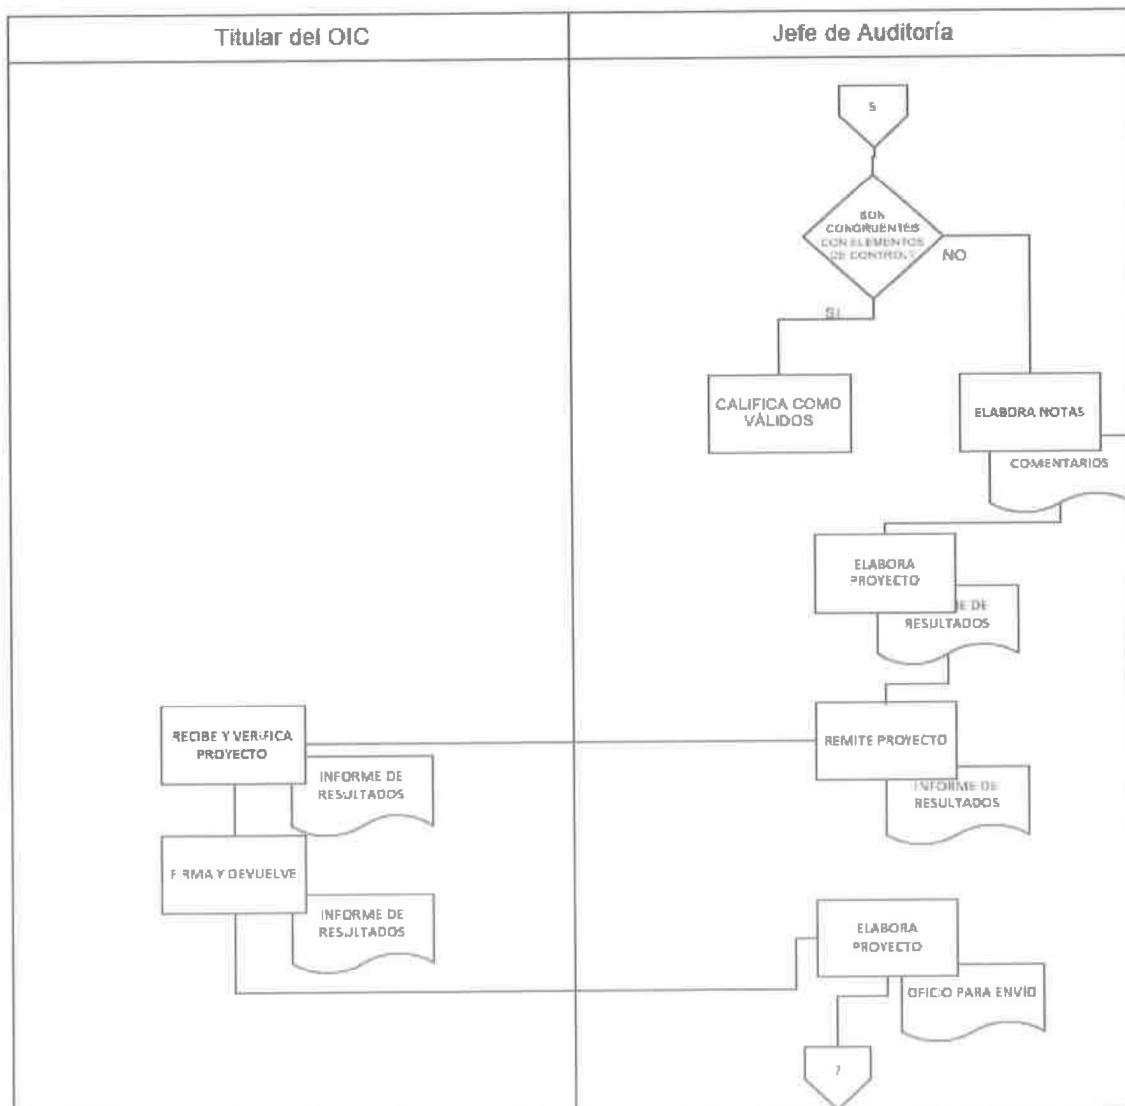 Titular del OIC
Jefe de Auditoría
5
SON
CONGRUENTES
CON ELEMENTOS
DE CONTROL?
NO
SI
CALIFICA COMO
VÁLIDOS
ELABORA NOTAS
COMENTARIOS
ELABORA
PROYECTO
ME DE
RESULTADOS
RECIBE Y VERIFICA
PROYECTO
REMITE PROYECTO
INFORME DE
RESULTADOS
INFORME DE
RESULTADOS
FIRMA Y DEVUELVE
INFORME DE
RESULTADOS
ELABORA
PROYECTO
OFICIO PARA ENVIO
7